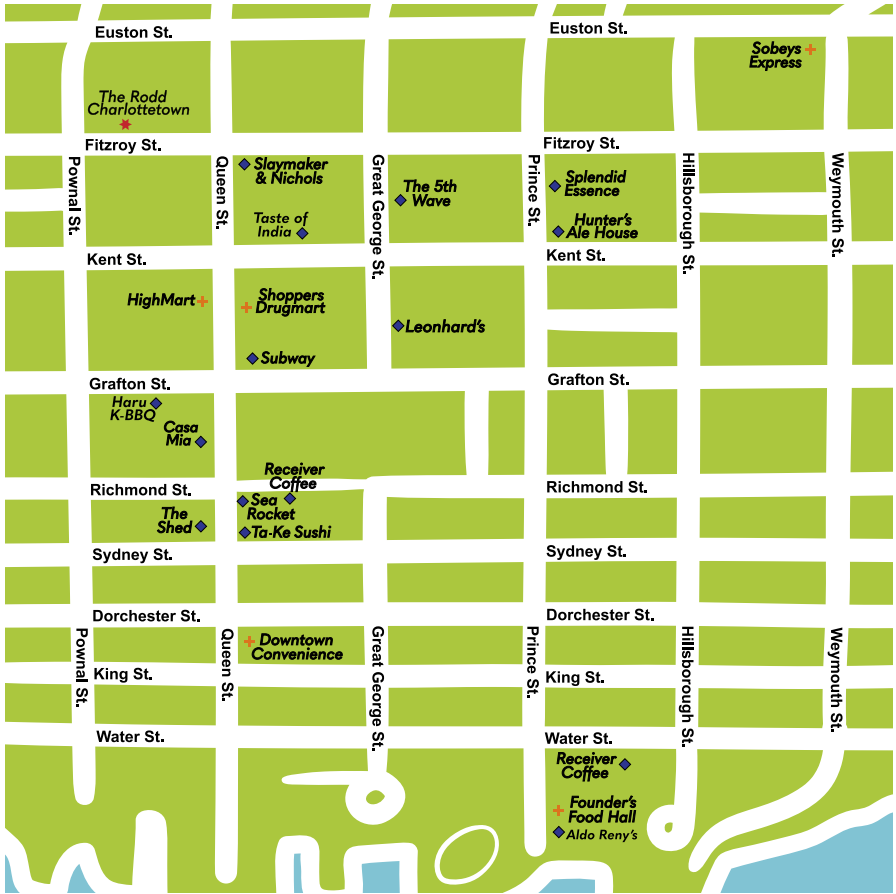 Euston St.
Euston St.
Sobeys
Express
The Rodd
Charlottetown
Fitzroy St.
Fitzroy St.
Pownal St.
Queen St.
Slaymaker
& Nichols
Great George St.
The 5th
Wave
Prince St.
Splendid
Essence
Hillsborough St.
Weymouth St.
Taste of
India
Hunter's
Ale House
Kent St.
Kent St.
HighMart
Shoppers
Drugmart
Leonhard's
Subway
Grafton St.
Grafton St.
Haru
K-BBQ
Casa
Mia
Receiver
Coffee
Richmond St.
Richmond St.
Sea
Rocket
The
Shed
Ta-Ke Sushi
Sydney St.
Sydney St.
Dorchester St.
Dorchester St.
Pownal St.
Queen St.
Downtown
Convenience
Great George St.
Prince St.
Hillsborough St.
Weymouth St.
King St.
King St.
Water St.
Water St.
Receiver
Coffee
Founder's
Food Hall
Aldo Reny's